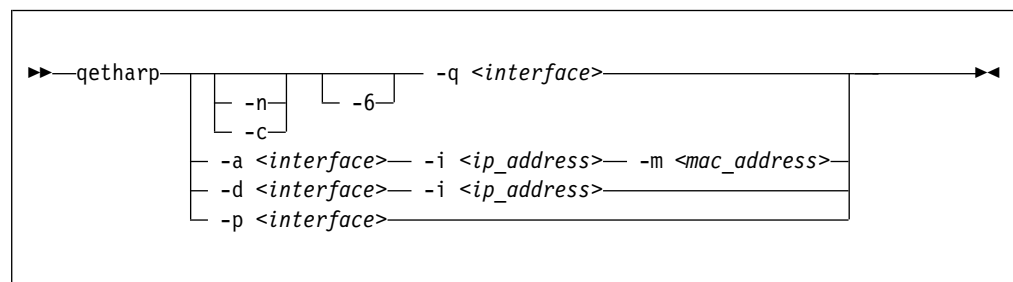 qetharp -q <interface>
-n -6
-c
-a <interface> -i <ip_address> -m <mac_address>
-d <interface> -i <ip_address>
-p <interface>